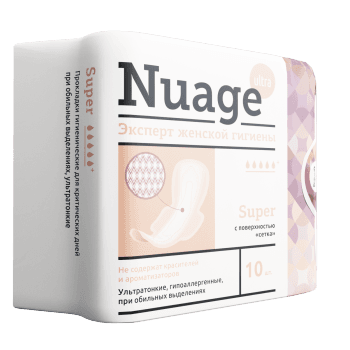 Nuage
ultra
Эксперт женской гигиены
Super
с поверхностью
«сетка»
Не содержит красителей
и ароматизаторов
10 шт.
Ультратонкие, гипоаллергенные,
при обильных выделениях
Super
Прокладки гигиенические для критических дней
при обильных выделениях, ультратонкие